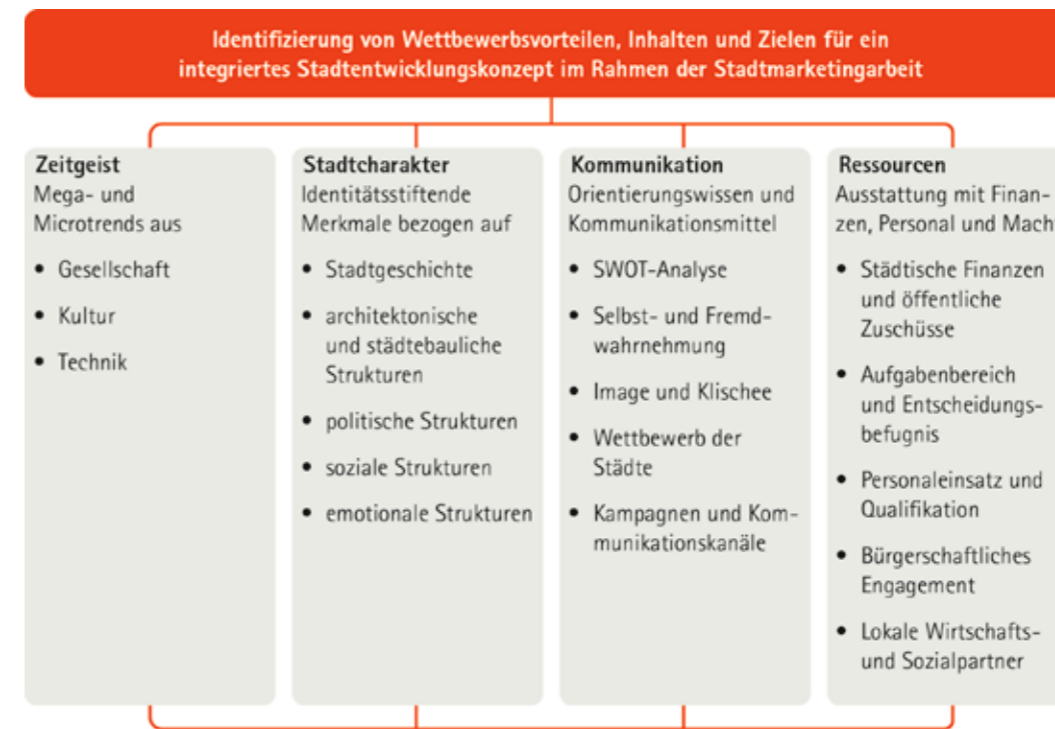 Identifizierung von Wettbewerbsvorteilen, Inhalten und Zielen für ein
integriertes Stadtentwicklungskonzept im Rahmen der Stadtmarketingarbeit
Zeitgeist
Mega- und
Microtrends aus
• Gesellschaft
• Kultur
• Technik
Stadtcharakter
Identitätsstiftende
Merkmale bezogen auf
• Stadtgeschichte
• architektonische
und städtebauliche
Strukturen
• politische Strukturen
• soziale Strukturen
• emotionale Strukturen
Kommunikation
Orientierungswissen und
Kommunikationsmittel
• SWOT-Analyse
• Selbst- und Fremd-
wahrnehmung
• Image und Klischee
• Wettbewerb der
Städte
• Kampagnen und Kom-
munikationskanäle
Ressourcen
Ausstattung mit Finan-
zen, Personal und Mach
• Städtische Finanzen
und öffentliche
Zuschüsse
• Aufgabenbereich
und Entscheidungs-
befugnis
• Personaleinsatz und
Qualifikation
• Bürgerschaftliches
Engagement
• Lokale Wirtschafts-
und Sozialpartner